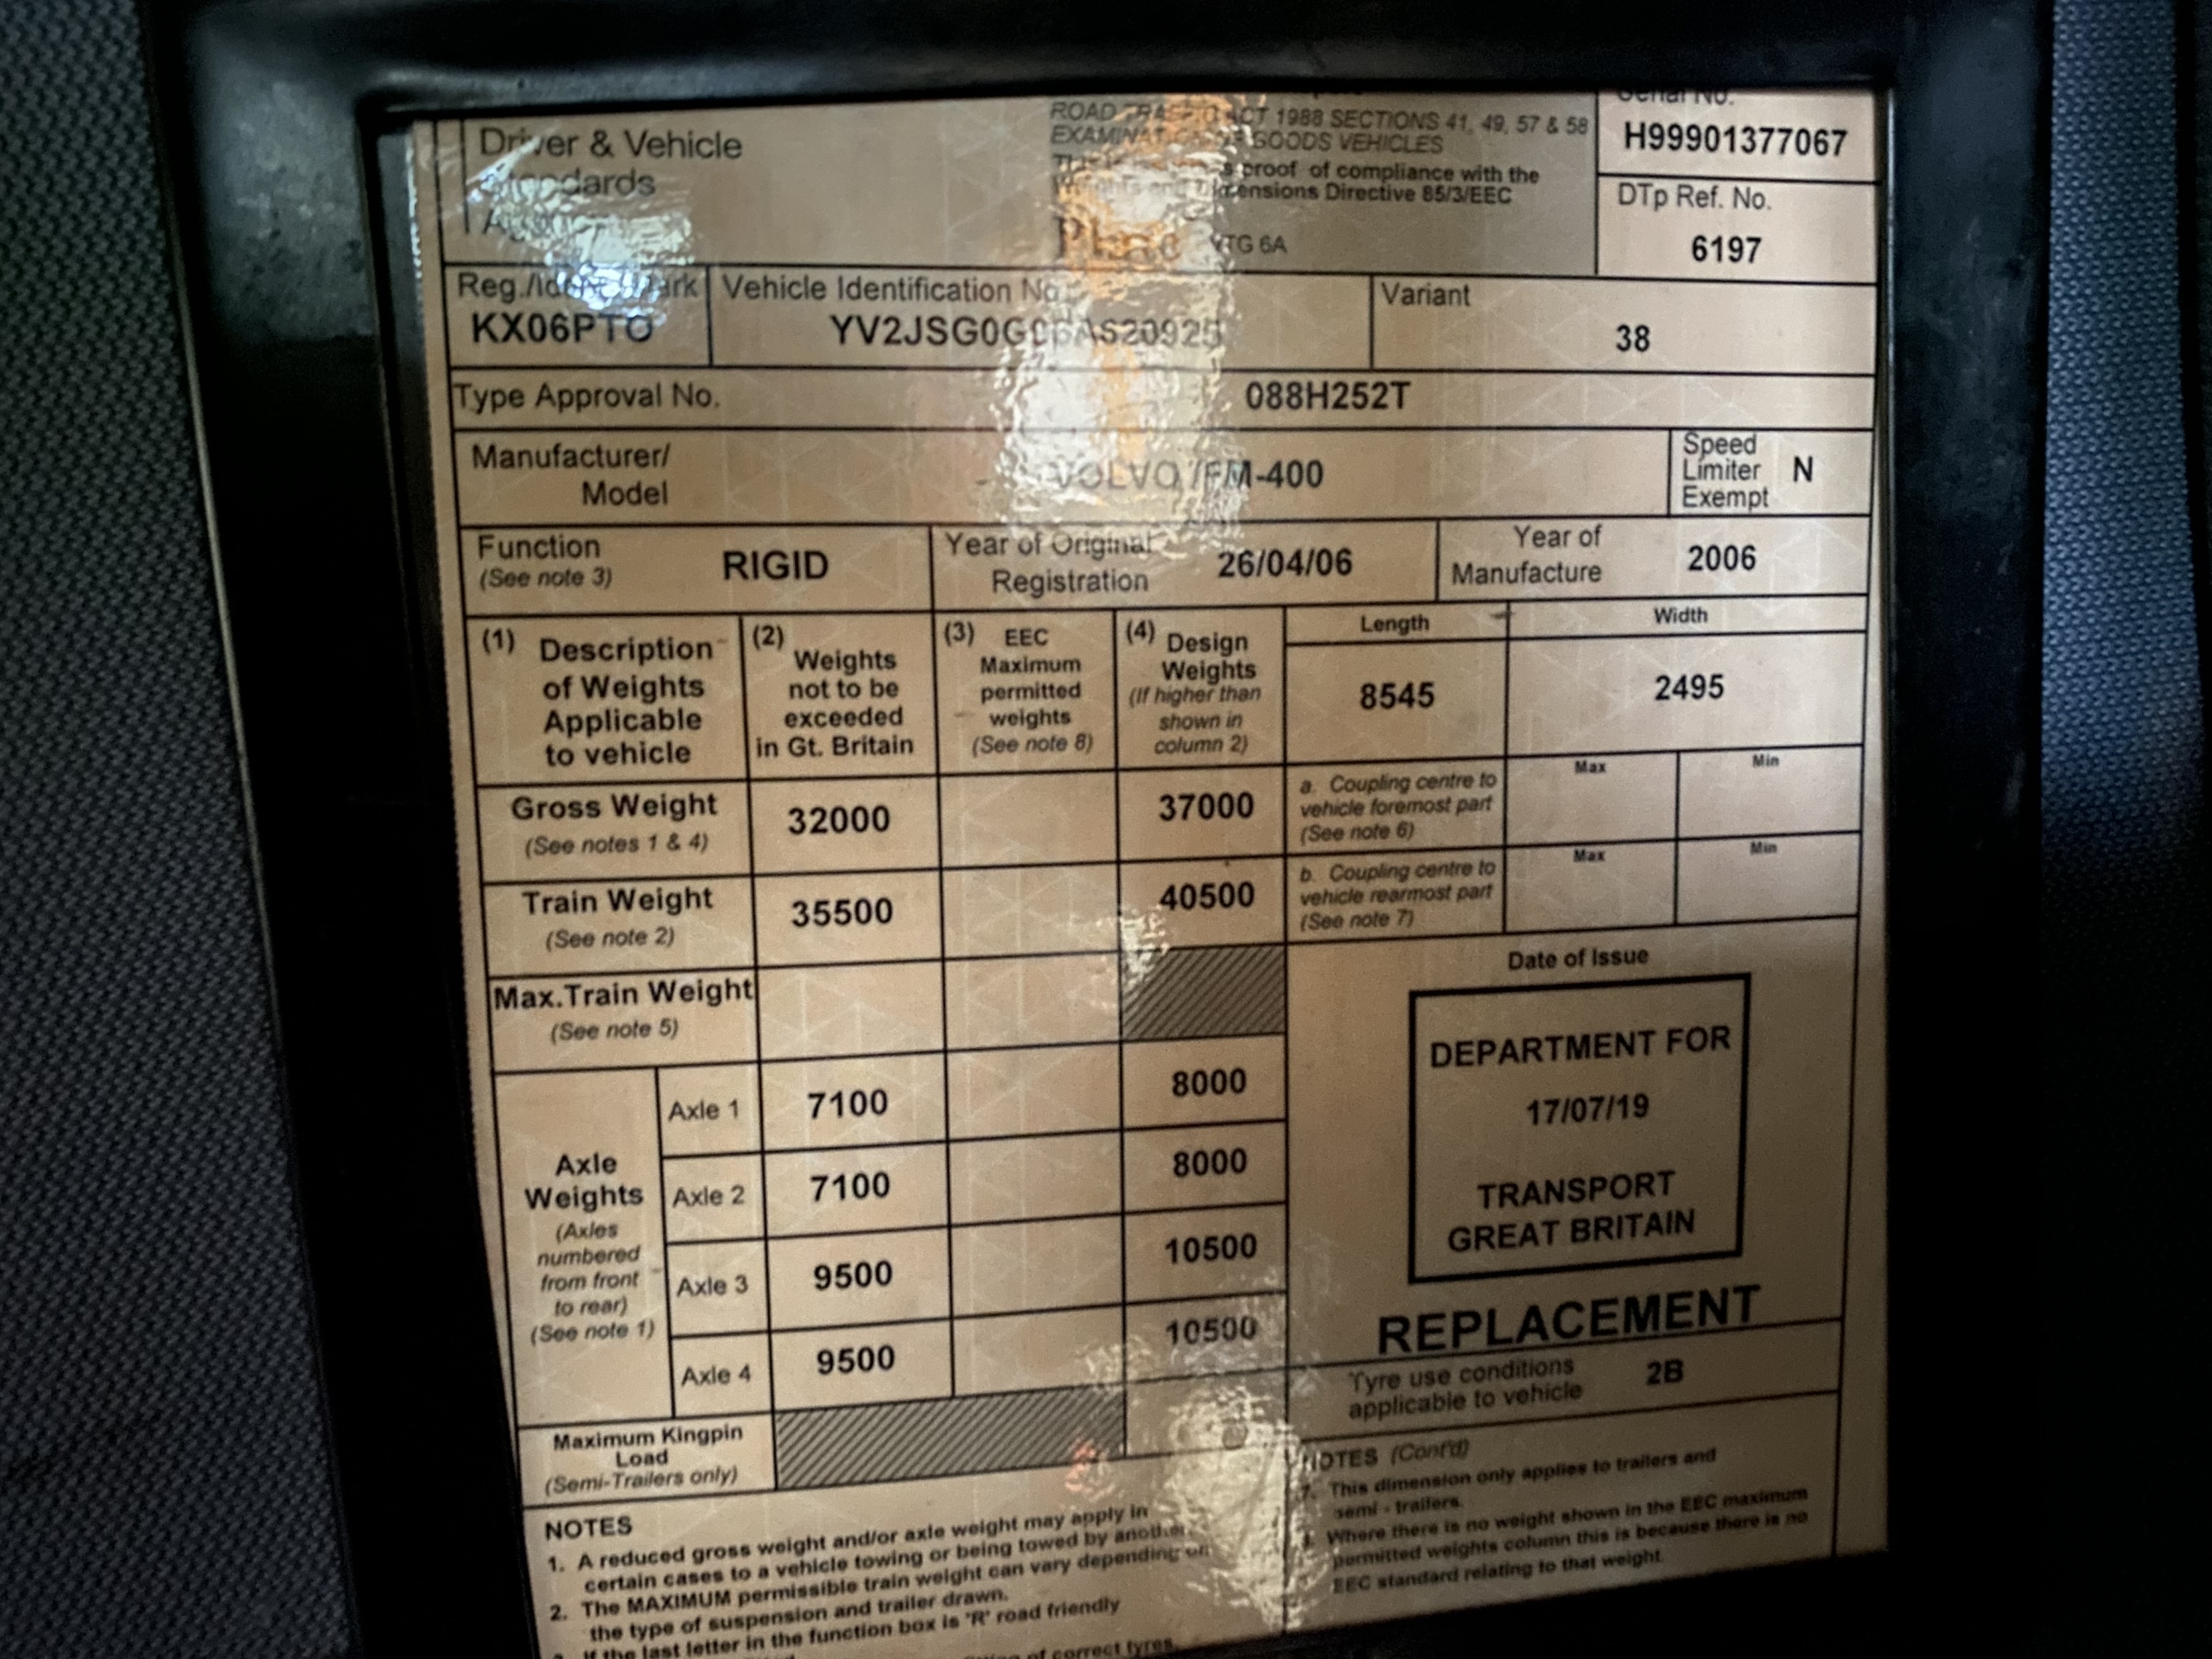 Driver & Vehicle
Standards
ROAD TRAFFIC ACT 1988 SECTIONS 41, 49, 57 & 58
GOODS VEHICLES
proof of compliance with the
Weights and Dimensions Directive 85/3/EEC
Plate VTG 6A
Serial No.
H99901377067
DTp Ref. No.
6197
Reg./Ident. Mark
KX06PTO
Vehicle Identification No.
Variant
38
Type Approval No.
088H252T
Manufacturer/
Model
VOLVO /FM-400
Speed
Limiter
Exempt
N
Function
(See note 3)
RIGID
Year of Original
Registration
26/04/06
Year of
Manufacture
2006
(1) Description
of Weights
Applicable
to vehicle
(2) Weights
not to be
exceeded
in Gt. Britain
(3) EEC
Maximum
permitted
weights
(See note 8)
(4) Design
Weights
(If higher than
shown in
column 2)
Length
8545
Width
2495
Gross Weight
(See notes 1 & 4)
32000
37000
a. Coupling centre to
vehicle foremost part
(See note 6)
Max
Min
Train Weight
(See note 2)
35500
40500
b. Coupling centre to
vehicle rearmost part
(See note 7)
Max
Min
Max.Train Weight
(See note 5)
Axle
Weights
(Axles
numbered
from front
to rear)
(See note 1)
Axle 1 7100 8000
Axle 2 7100 8000
Axle 3 9500 10500
Axle 4 9500 10500
Maximum Kingpin
Load
(Semi-Trailers only)
Date of Issue
DEPARTMENT FOR
17/07/19
TRANSPORT
GREAT BRITAIN
REPLACEMENT
Tyre use conditions
applicable to vehicle
2B
NOTES
1. A reduced gross weight and/or axle weight may apply in
certain cases to a vehicle towing or being towed by another.
2. The MAXIMUM permissible train weight can vary depending on
the type of suspension and trailer drawn.
If the last letter in the function box is 'R' road friendly
of correct tyres.
NOTES (Cont'd)
7. This dimension only applies to trailers and
semi - trailers.
Where there is no weight shown in the EEC maximum
permitted weights column this is because there is no
EEC standard relating to that weight.